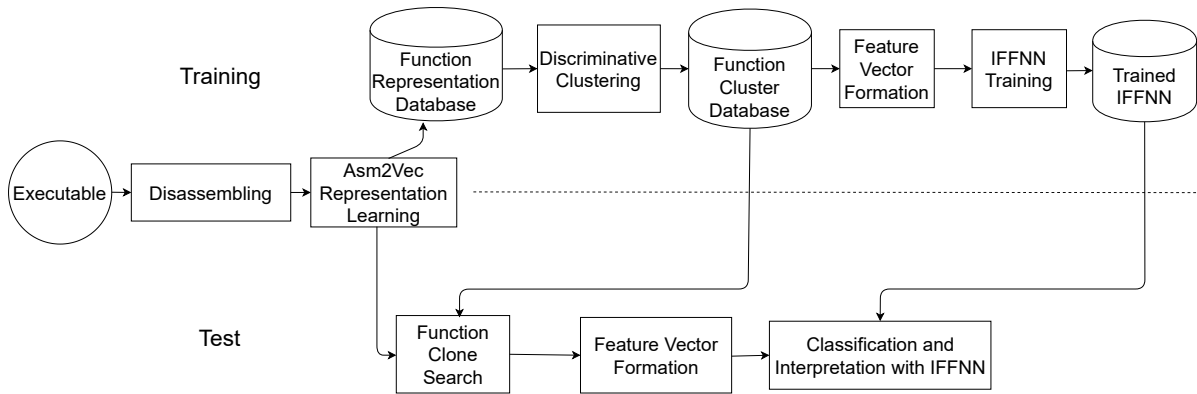 Training
Function
Representation
Database
Discriminative
Clustering
Function
Cluster
Database
Feature
Vector
Formation
IFFNN
Training
Trained
IFFNN
Executable
Disassembling
Asm2Vec
Representation
Learning
Test
Function
Clone
Search
Feature Vector
Formation
Classification and
Interpretation with IFFNN